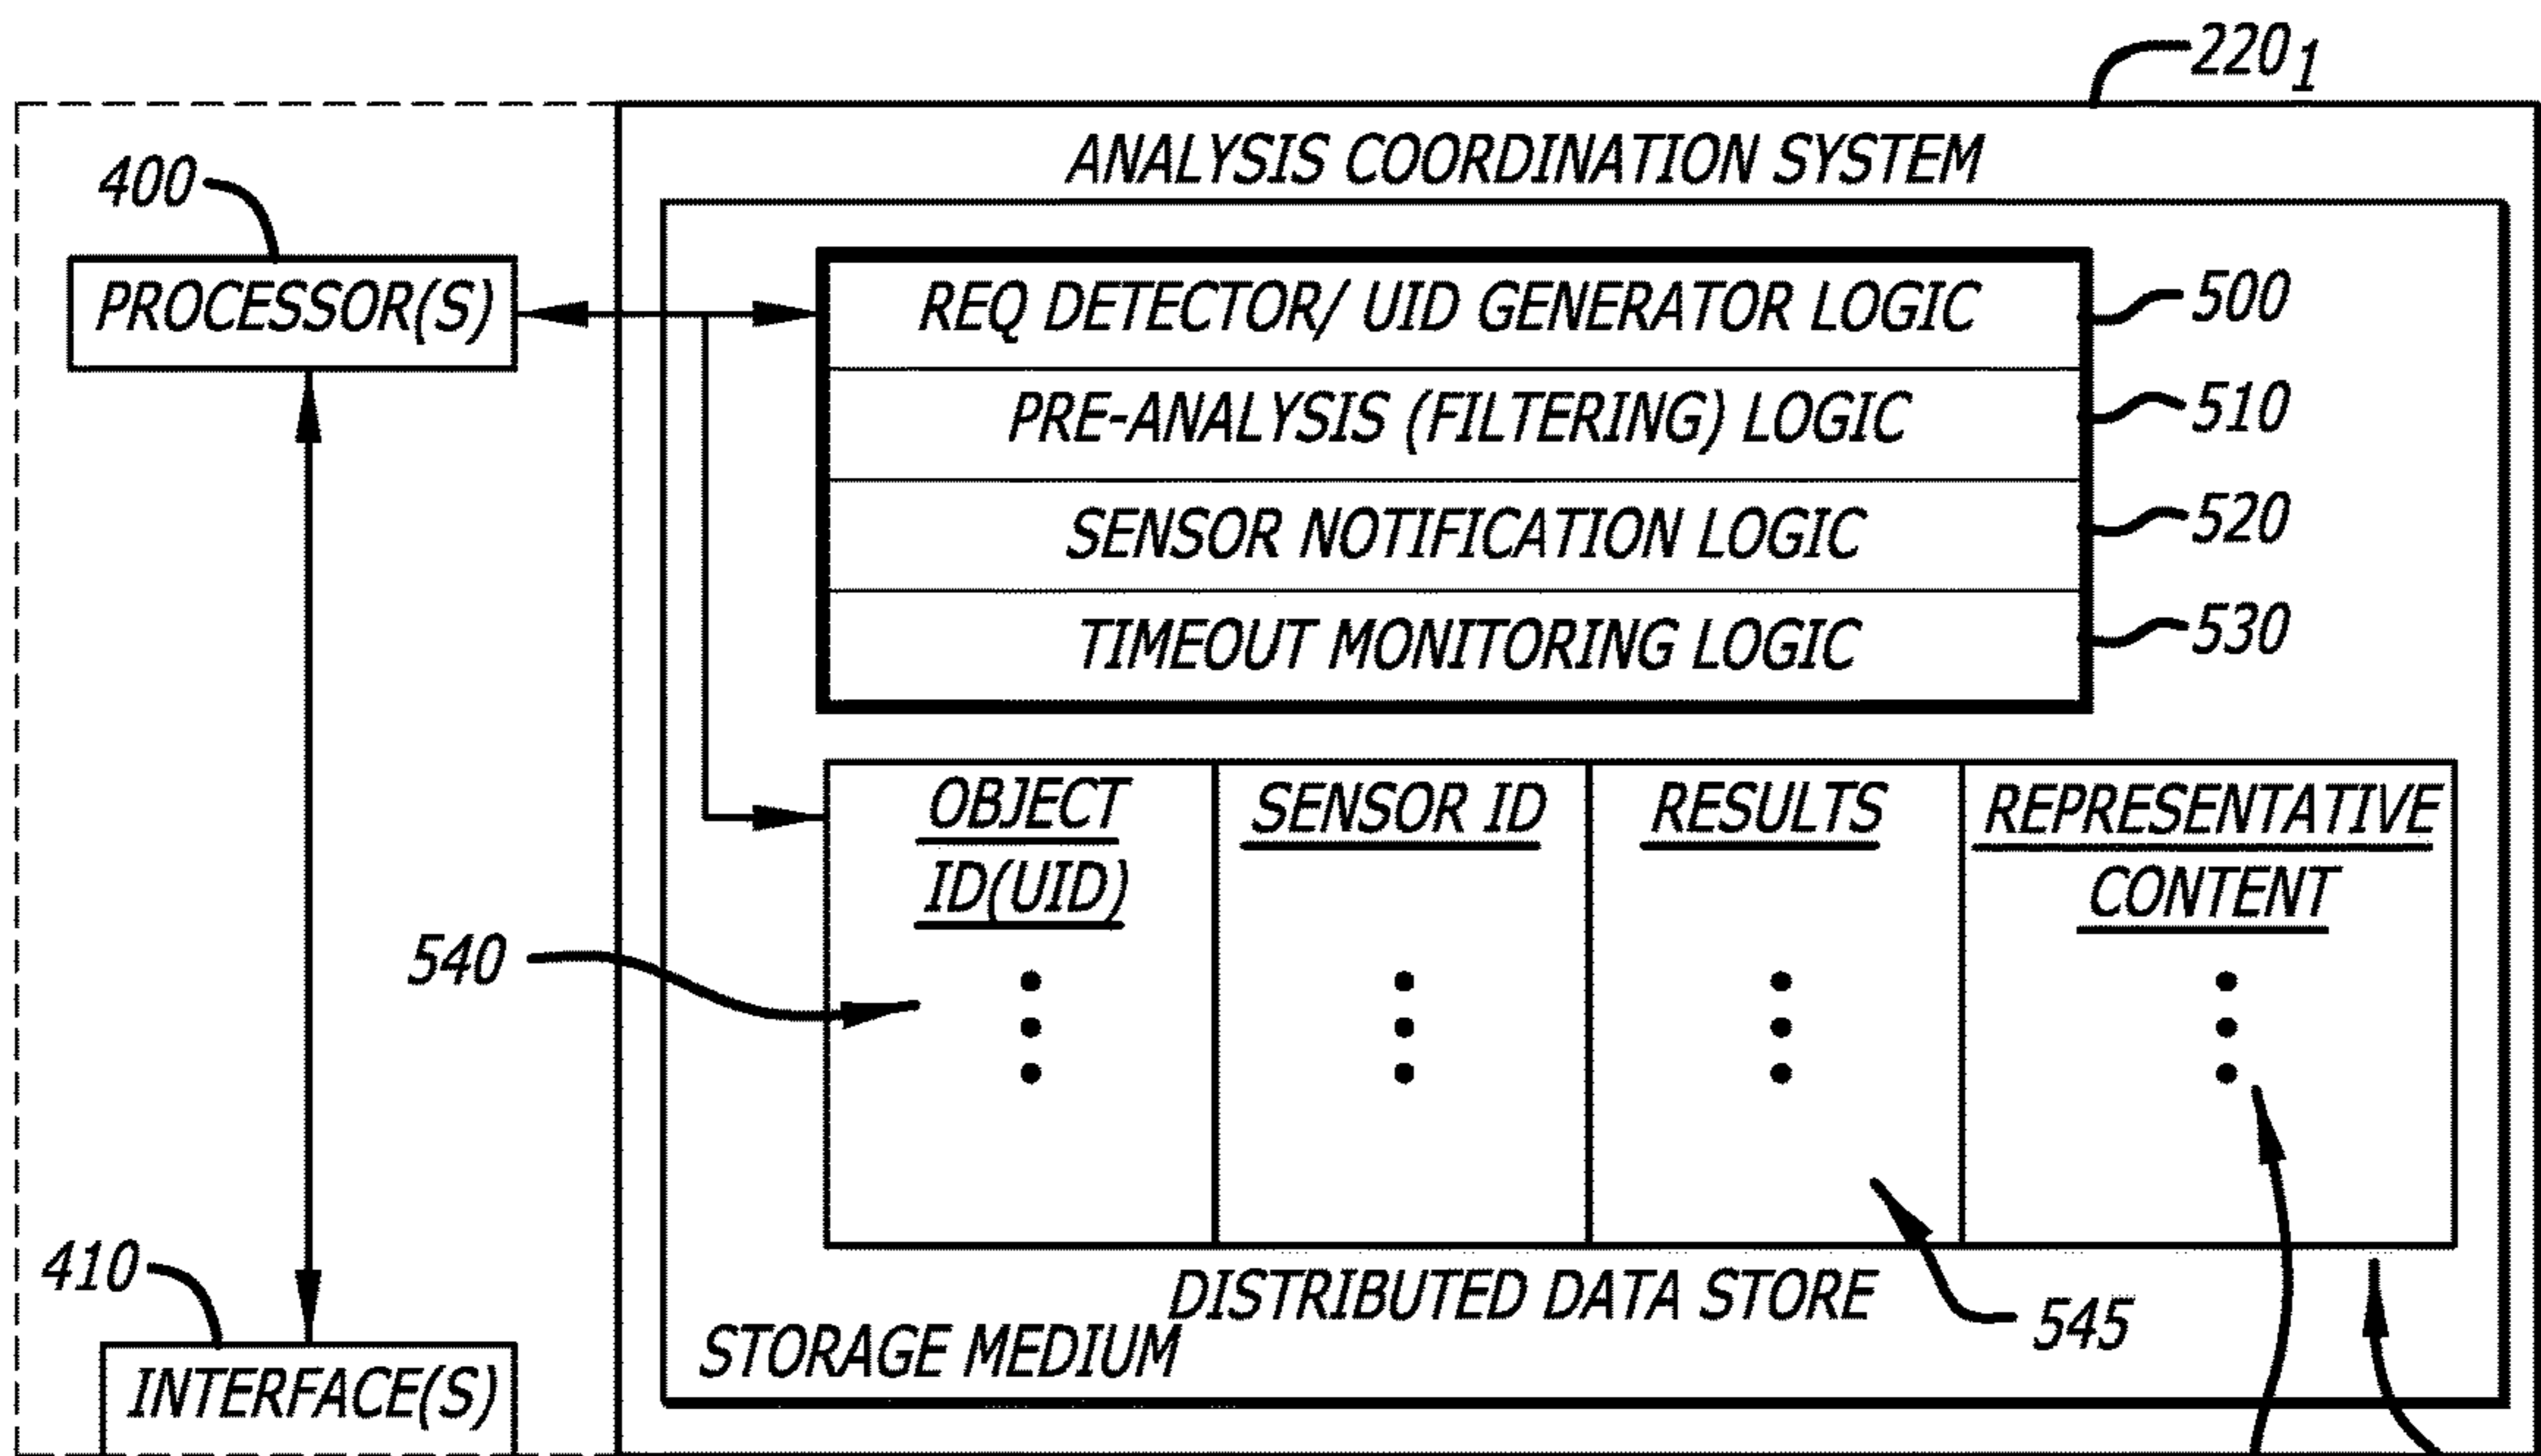 220₁
ANALYSIS COORDINATION SYSTEM
400
PROCESSOR(S)
REQ DETECTOR/ UID GENERATOR LOGIC
500
PRE-ANALYSIS (FILTERING) LOGIC
510
SENSOR NOTIFICATION LOGIC
520
TIMEOUT MONITORING LOGIC
530
OBJECT
ID(UID)
SENSOR ID
RESULTS
REPRESENTATIVE
CONTENT
540
410
DISTRIBUTED DATA STORE
545
STORAGE MEDIUM
INTERFACE(S)